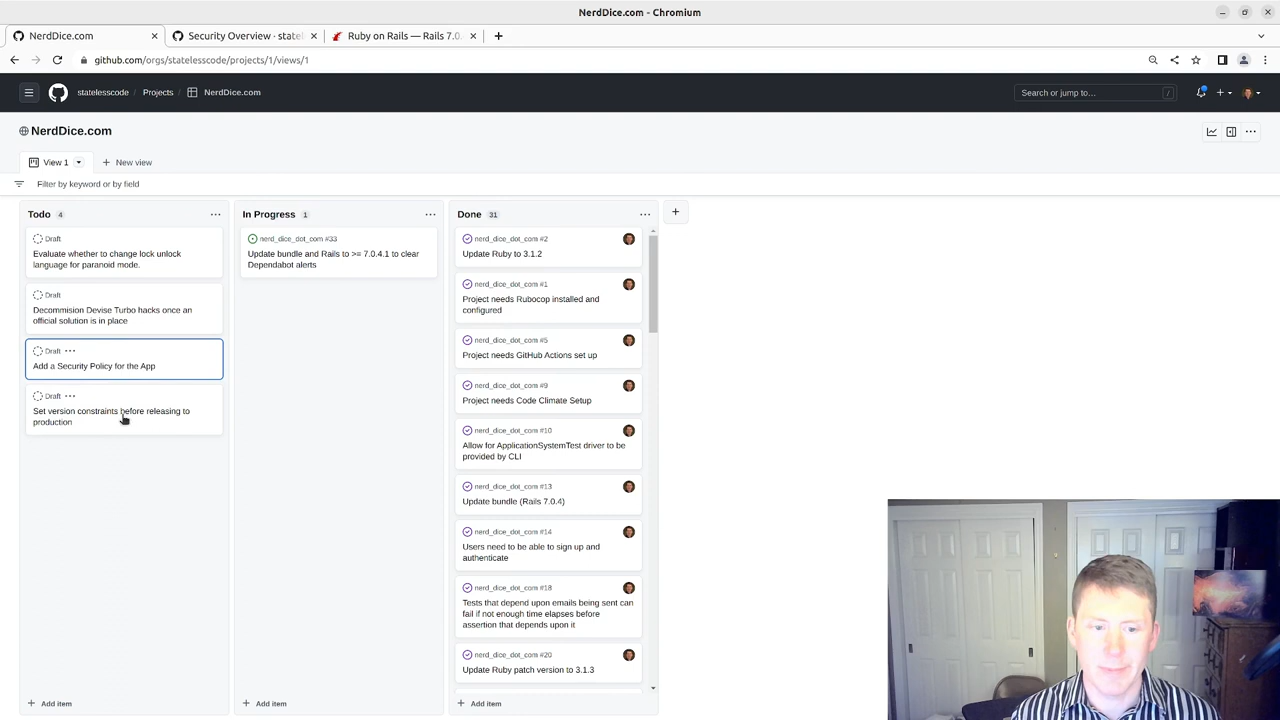 NerdDice.com - Chromium
NerdDice.com
Security Overview · state
Ruby on Rails — Rails 7.0.
github.com/orgs/statelesscode/projects/1/views/1
statelesscode / Projects / NerdDice.com
Search or jump to…
/
NerdDice.com
View 1
New view
Filter by keyword or by field
Todo 4
Draft
Evaluate whether to change lock unlock
language for paranoid mode.
Draft
Decommision Devise Turbo hacks once an
official solution is in place
Draft
Add a Security Policy for the App
Draft
Set version constraints before releasing to
production
Add item
In Progress 1
nerd_dice_dot_com #33
Update bundle and Rails to >= 7.0.4.1 to clear
Dependabot alerts
Add item
Done 31
nerd_dice_dot_com #2
Update Ruby to 3.1.2
nerd_dice_dot_com #1
Project needs Rubocop installed and
configured
nerd_dice_dot_com #5
Project needs GitHub Actions set up
nerd_dice_dot_com #9
Project needs Code Climate Setup
nerd_dice_dot_com #10
Allow for ApplicationSystemTest driver to be
provided by CLI
nerd_dice_dot_com #13
Update bundle (Rails 7.0.4)
nerd_dice_dot_com #14
Users need to be able to sign up and
authenticate
nerd_dice_dot_com #18
Tests that depend upon emails being sent can
fail if not enough time elapses before
assertion that depends upon it
nerd_dice_dot_com #20
Update Ruby patch version to 3.1.3
Add item